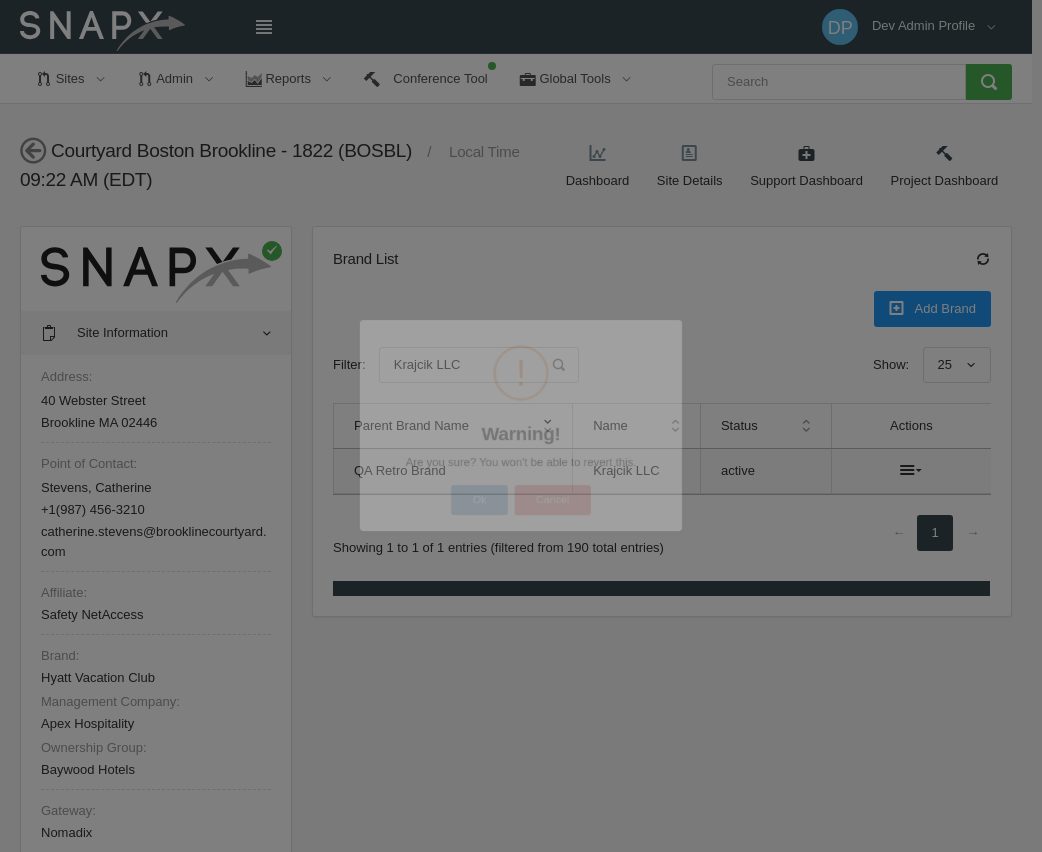 SNAPX
DP Dev Admin Profile
Sites
Admin
Reports
Conference Tool
Global Tools
Search
Courtyard Boston Brookline - 1822 (BOSBL) / Local Time
09:22 AM (EDT)
Dashboard
Site Details
Support Dashboard
Project Dashboard
SNAPX
Site Information
Address:
40 Webster Street
Brookline MA 02446
Point of Contact:
Stevens, Catherine
+1(987) 456-3210
catherine.stevens@brooklinecourtyard.
com
Affiliate:
Safety NetAccess
Brand:
Hyatt Vacation Club
Management Company:
Apex Hospitality
Ownership Group:
Baywood Hotels
Gateway:
Nomadix
Brand List
Add Brand
Filter: Krajcik LLC
Show: 25
Parent Brand Name Name Status Actions
QA Retro Brand Krajcik LLC active
Showing 1 to 1 of 1 entries (filtered from 190 total entries)
← 1 →
!
Warning!
Are you sure? You won't be able to revert this.
Ok Cancel